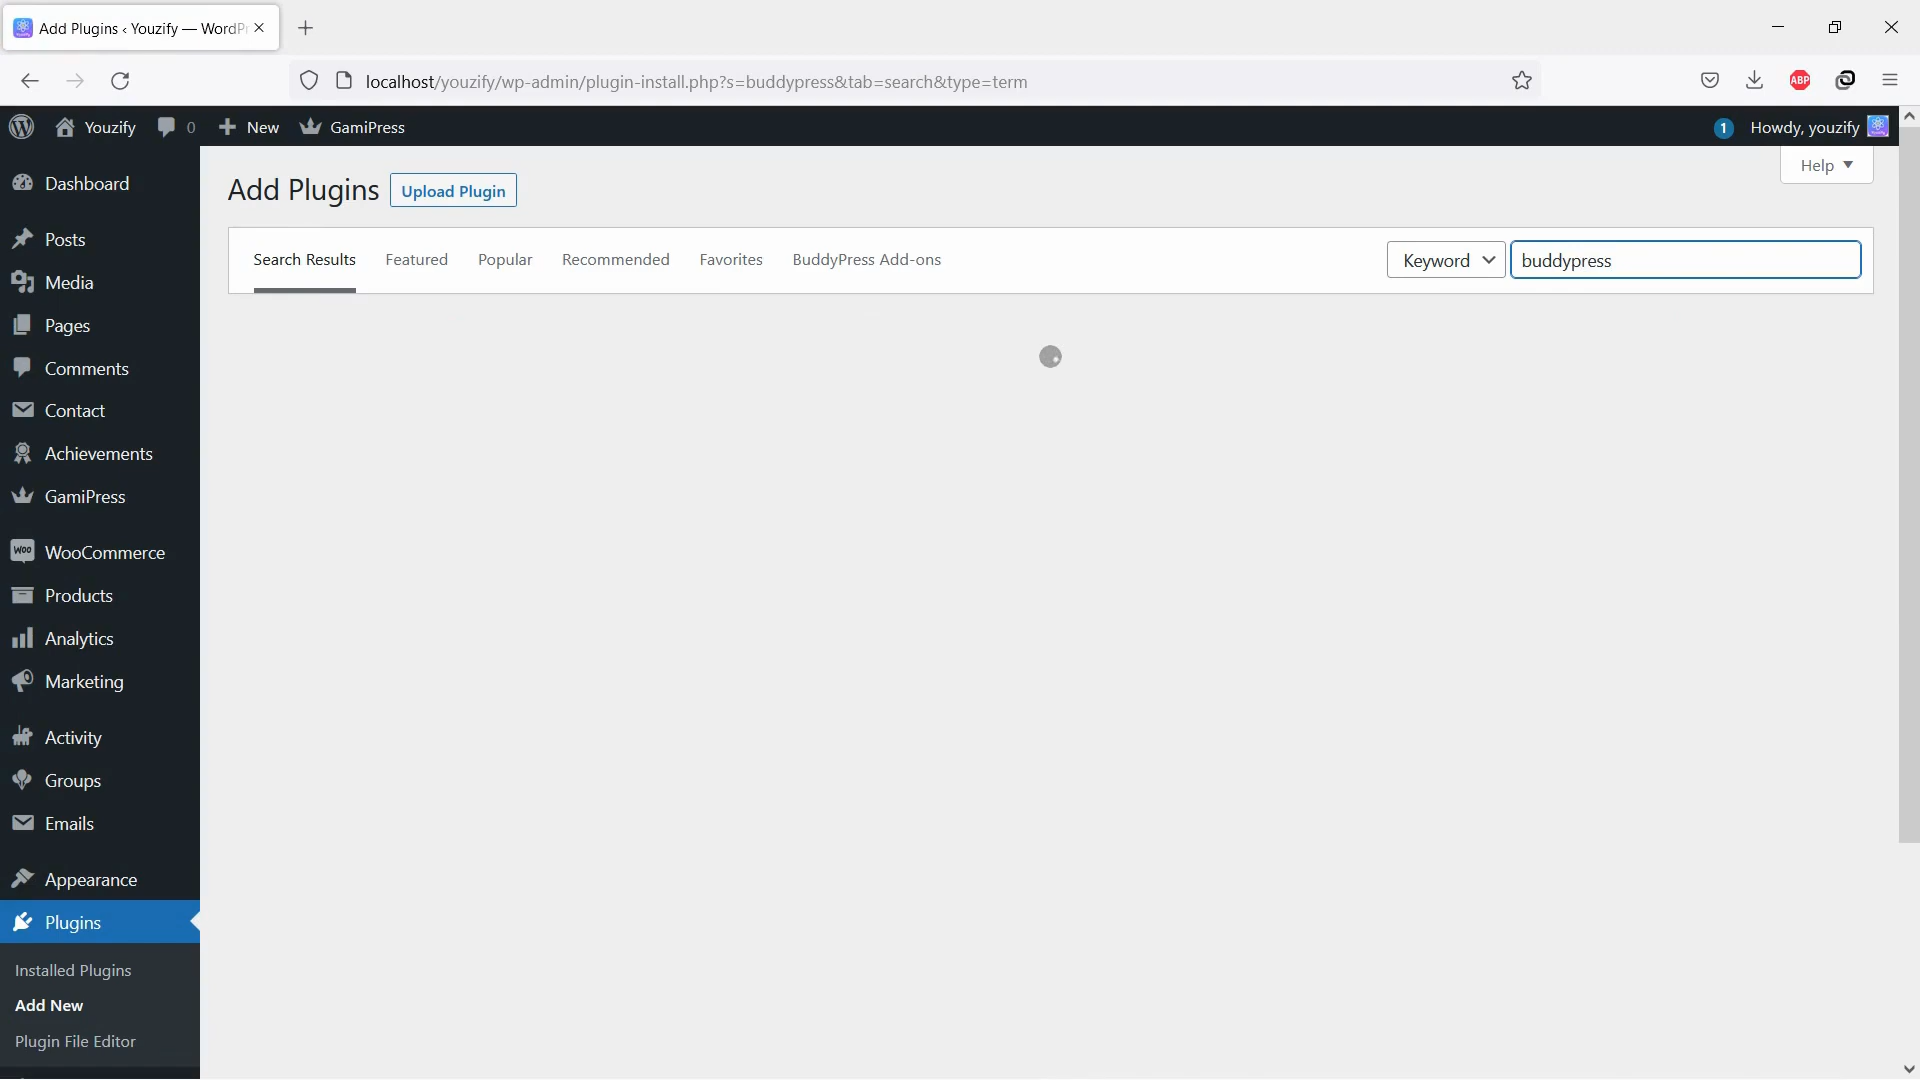 Add Plugins ‹ Youzify — WordPr
localhost/youzify/wp-admin/plugin-install.php?s=buddypress&tab=search&type=term
ABP
Youzify
0
New
GamiPress
1
Howdy, youzify
Help
Add Plugins
Upload Plugin
Search Results
Featured
Popular
Recommended
Favorites
BuddyPress Add-ons
Keyword
buddypress
Dashboard
Posts
Media
Pages
Comments
Contact
Achievements
GamiPress
Woo
WooCommerce
Products
Analytics
Marketing
Activity
Groups
Emails
Appearance
Plugins
Installed Plugins
Add New
Plugin File Editor